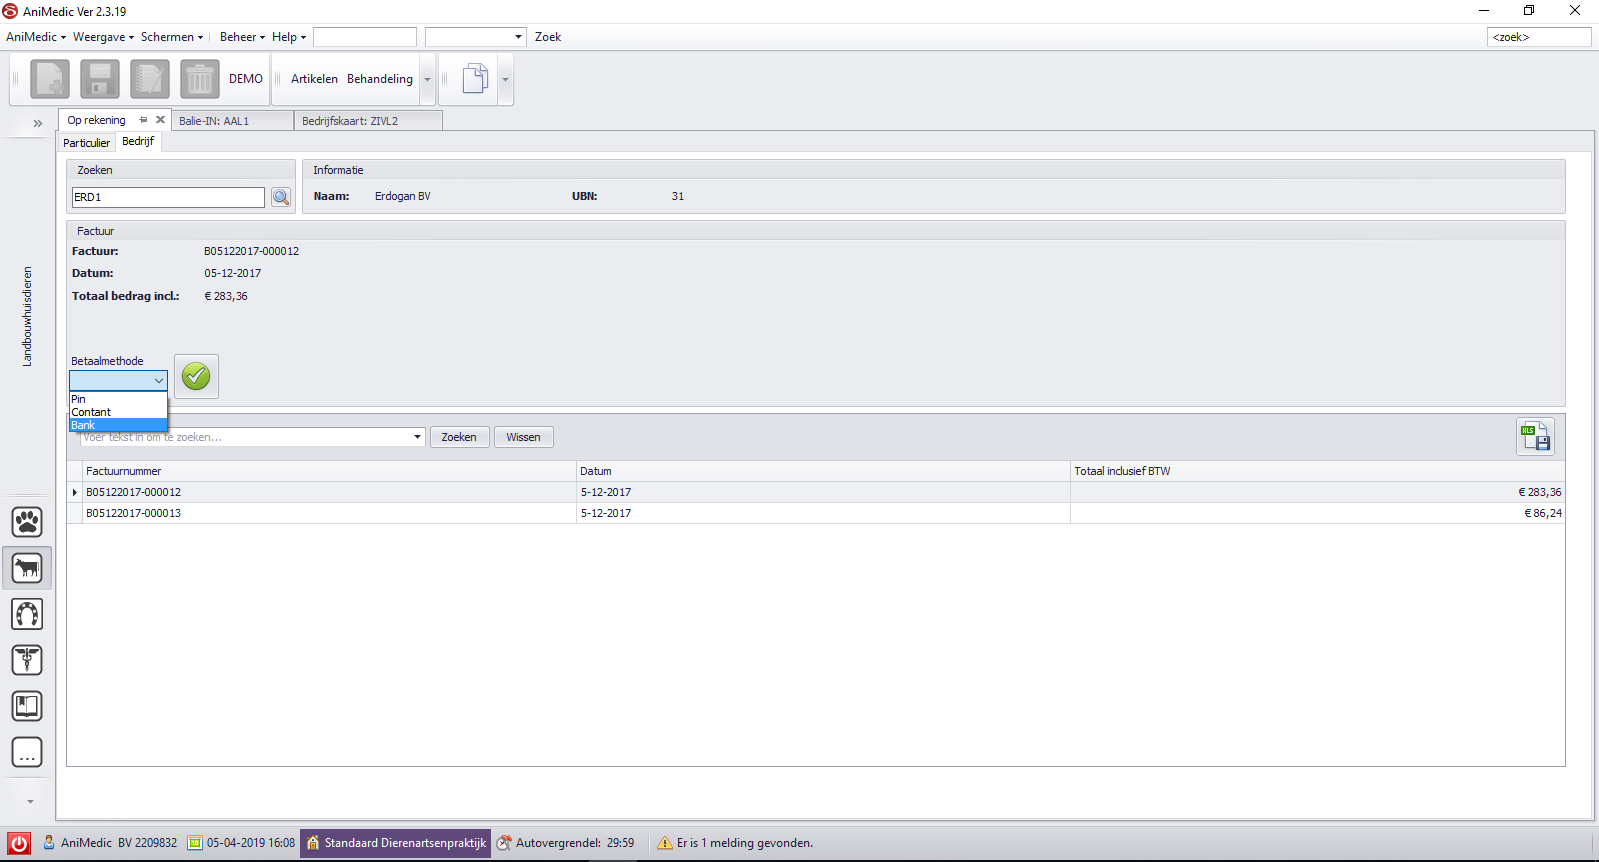 AniMedic Ver 2.3.19
AniMedic Weergave Schermen Beheer Help Zoek <zoek>
DEMO Artikelen Behandeling
Op rekening Balie-IN: AAL1 Bedrijfskaart: ZIVL2
Particulier Bedrijf
Landbouwhuisdieren
Zoeken
ERD1
Informatie
Naam: Erdogan BV UBN: 31
Factuur
Factuur: B05122017-000012
Datum: 05-12-2017
Totaal bedrag incl.: € 283,36
Betaalmethode
Pin
Contant
Bank
Voer tekst in om te zoeken... Zoeken Wissen
XLS
Factuurnummer Datum Totaal inclusief BTW
B05122017-000012 5-12-2017 € 283,36
B05122017-000013 5-12-2017 € 86,24
...
AniMedic BV 2209832 05-04-2019 16:08 Standaard Dierenartsenpraktijk Autovergrendel: 29:59 Er is 1 melding gevonden.